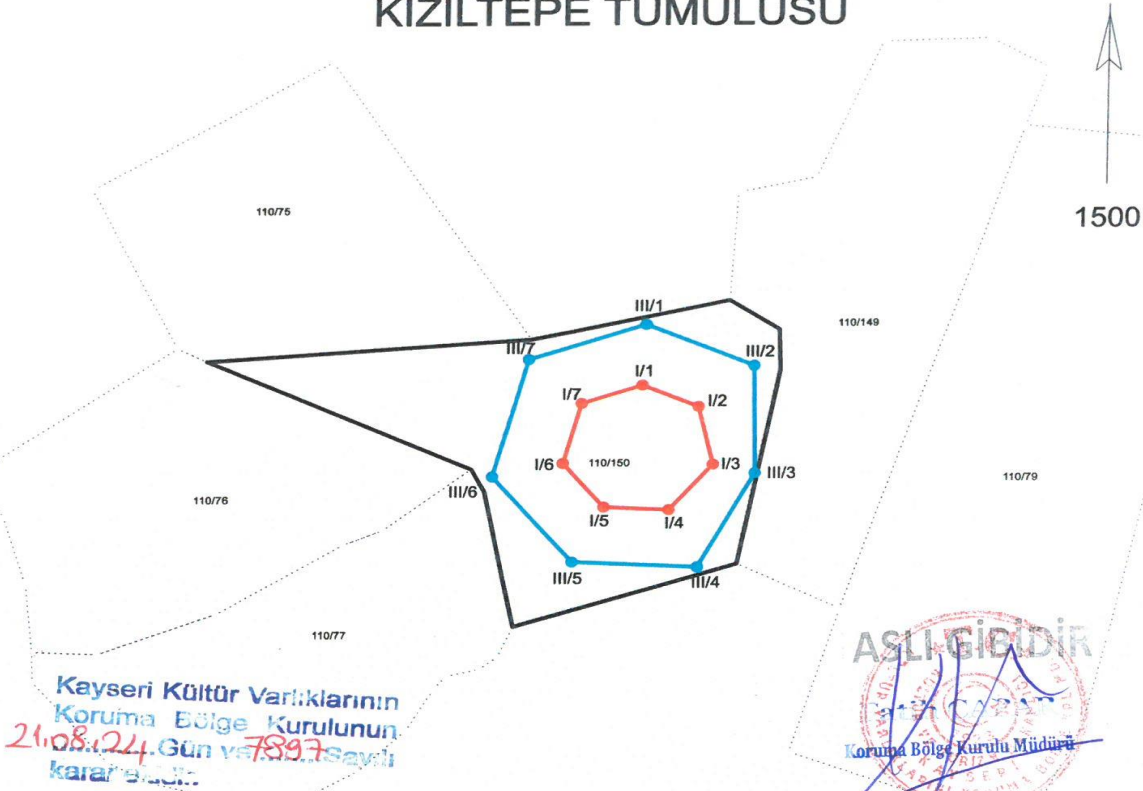 KIZILTEPE TÜMÜLÜSÜ
1500
110/75
110/149
110/79
110/76
110/77
110/150
III/1
III/2
III/3
III/4
III/5
III/6
III/7
I/1
I/2
I/3
I/4
I/5
I/6
I/7
Kayseri Kültür Varlıklarının
Koruma Bölge Kurulunun
21.08.24 Gün ve 7897 Sayılı
karar ekidir.
ASLI GİBİDİR
Koruma Bölge Kurulu Müdürü